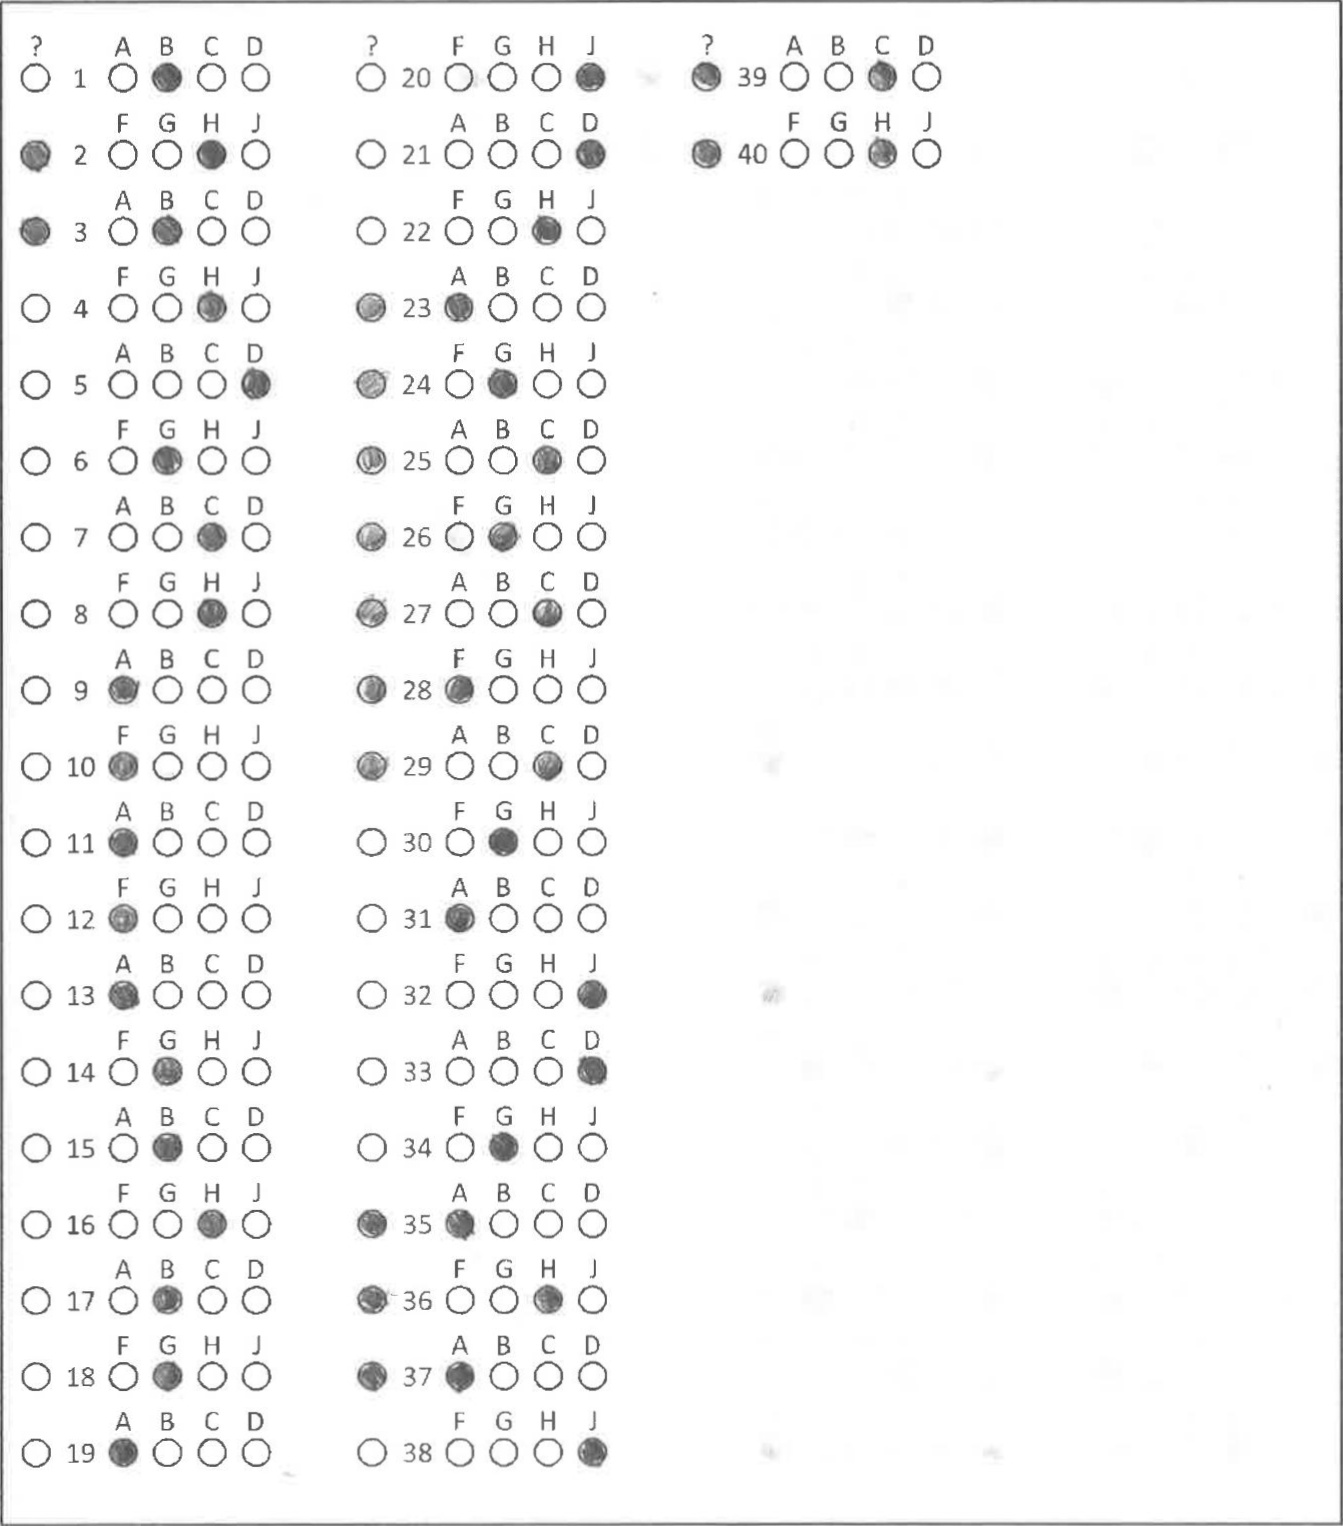 ? A B C D
1
F G H J
2
A B C D
3
F G H J
4
A B C D
5
F G H J
6
A B C D
7
F G H J
8
A B C D
9
F G H J
10
A B C D
11
F G H J
12
A B C D
13
F G H J
14
A B C D
15
F G H J
16
A B C D
17
F G H J
18
A B C D
19
? F G H J
20
A B C D
21
F G H J
22
A B C D
23
F G H J
24
A B C D
25
F G H J
26
A B C D
27
F G H J
28
A B C D
29
F G H J
30
A B C D
31
F G H J
32
A B C D
33
F G H J
34
A B C D
35
F G H J
36
A B C D
37
F G H J
38
? A B C D
39
F G H J
40